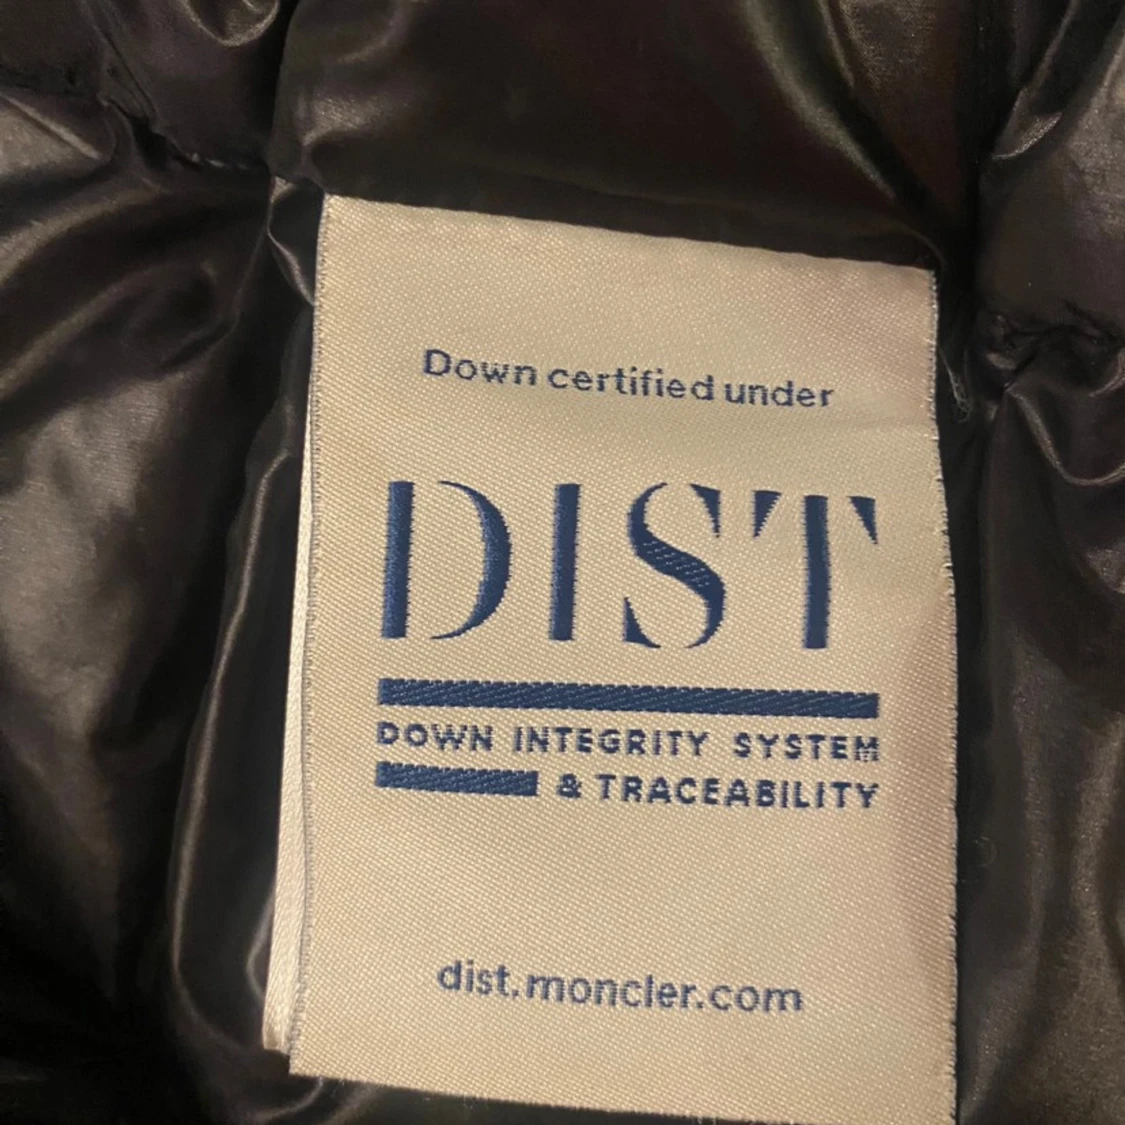 Down certified under
DIST
DOWN INTEGRITY SYSTEM
& TRACEABILITY
dist.moncler.com